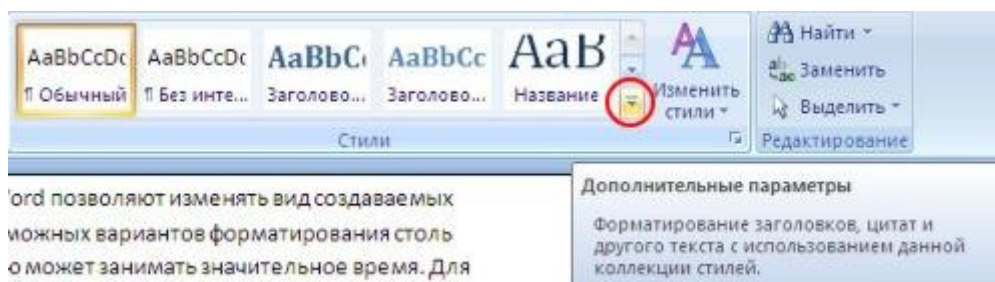 AaBbCcDc AaBbCcDc AaBbC AaBbCc AaB
¶ Обычный ¶ Без инте... Заголово... Заголово... Название
Изменить
стили
Найти
Заменить
Выделить
Стили
Редактирование
ord позволяют изменять вид создаваемых
можных вариантов форматирования столь
о может занимать значительное время. Для
Дополнительные параметры
Форматирование заголовков, цитат и
другого текста с использованием данной
коллекции стилей.